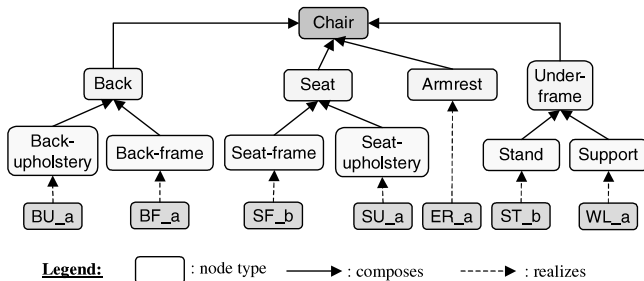 Chair
Back
Seat
Armrest
Under-
frame
Back-
upholstery
Back-frame
Seat-frame
Seat-
upholstery
Stand
Support
BU_a
BF_a
SF_b
SU_a
ER_a
ST_b
WL_a
Legend: : node type : composes : realizes